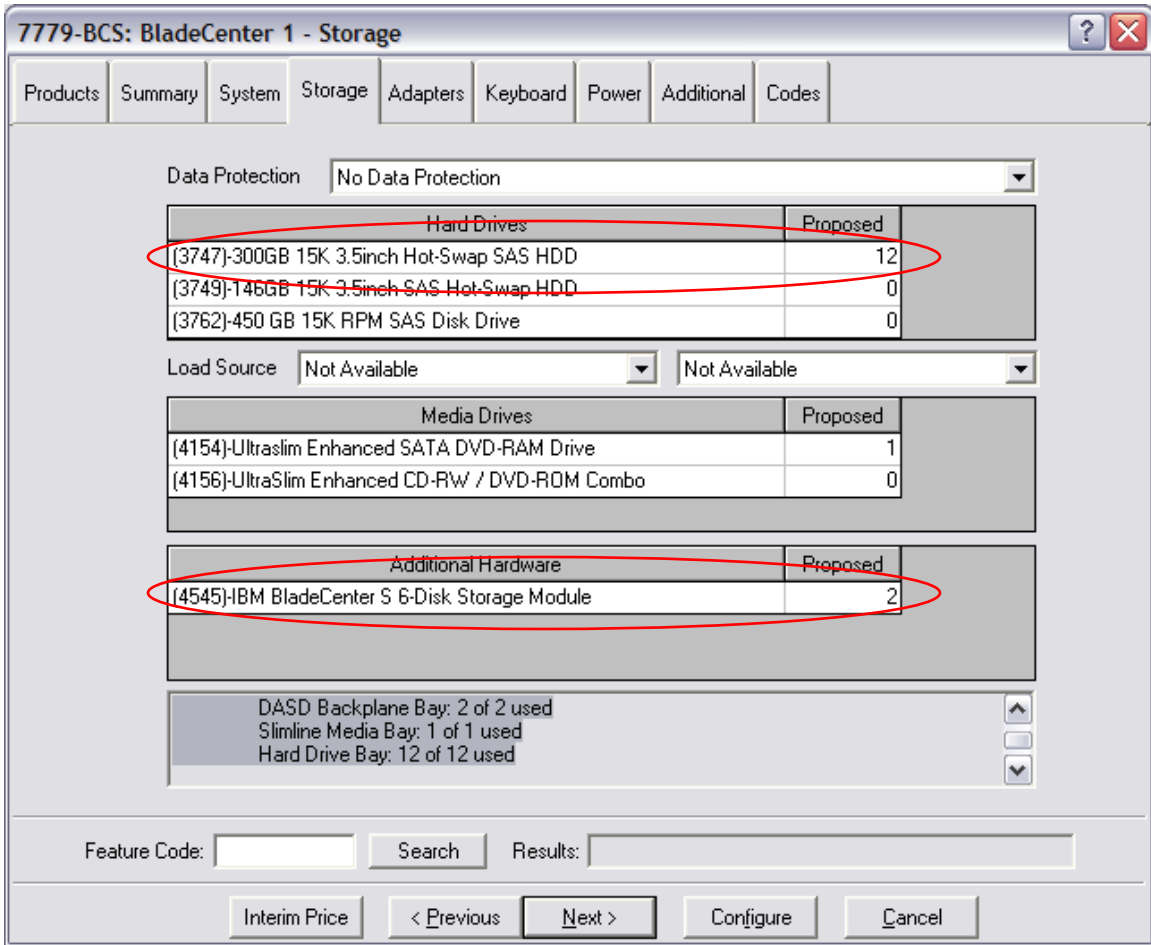 7779-BCS: BladeCenter 1 - Storage ?
Products Summary System Storage Adapters Keyboard Power Additional Codes
Data Protection No Data Protection
Hard Drives Proposed
(3747)-300GB 15K 3.5inch Hot-Swap SAS HDD 12
(3749)-146GB 15K 3.5inch SAS Hot-Swap HDD 0
(3762)-450 GB 15K RPM SAS Disk Drive 0
Load Source Not Available Not Available
Media Drives Proposed
(4154)-Ultraslim Enhanced SATA DVD-RAM Drive 1
(4156)-UltraSlim Enhanced CD-RW / DVD-ROM Combo 0
Additional Hardware Proposed
(4545)-IBM BladeCenter S 6-Disk Storage Module 2
DASD Backplane Bay: 2 of 2 used
Slimline Media Bay: 1 of 1 used
Hard Drive Bay: 12 of 12 used
Feature Code: Search Results:
Interim Price < Previous Next > Configure Cancel